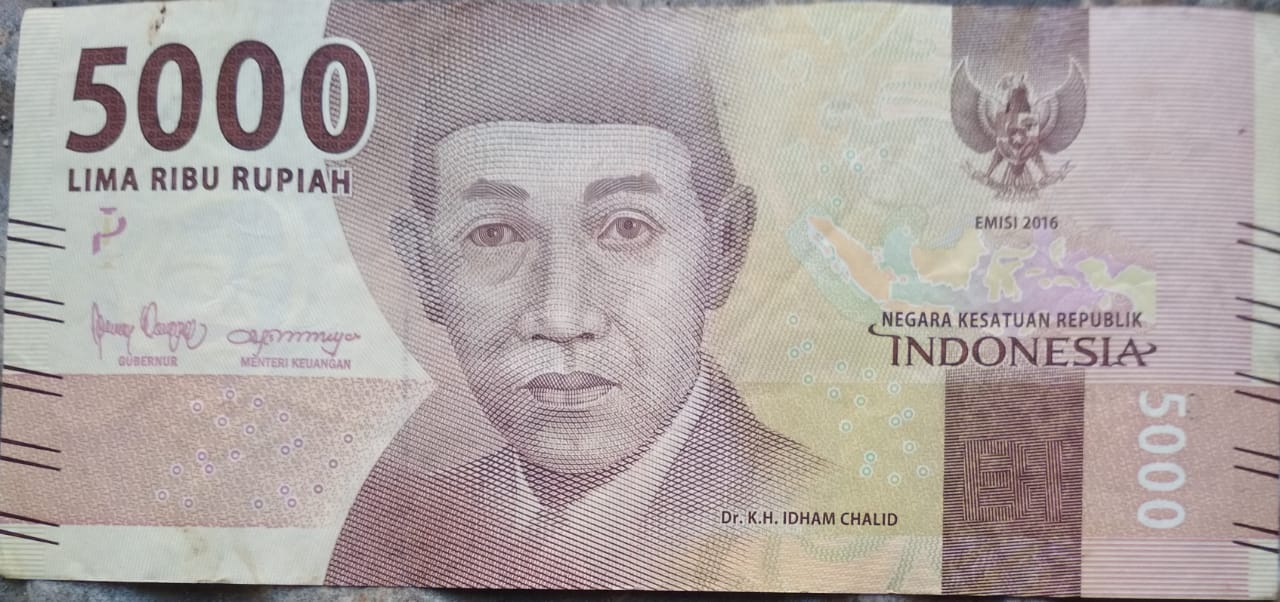 5000
LIMA RIBU RUPIAH
GUBERNUR
MENTERI KEUANGAN
EMISI 2016
NEGARA KESATUAN REPUBLIK
INDONESIA
5000
Dr. K.H. IDHAM CHALID